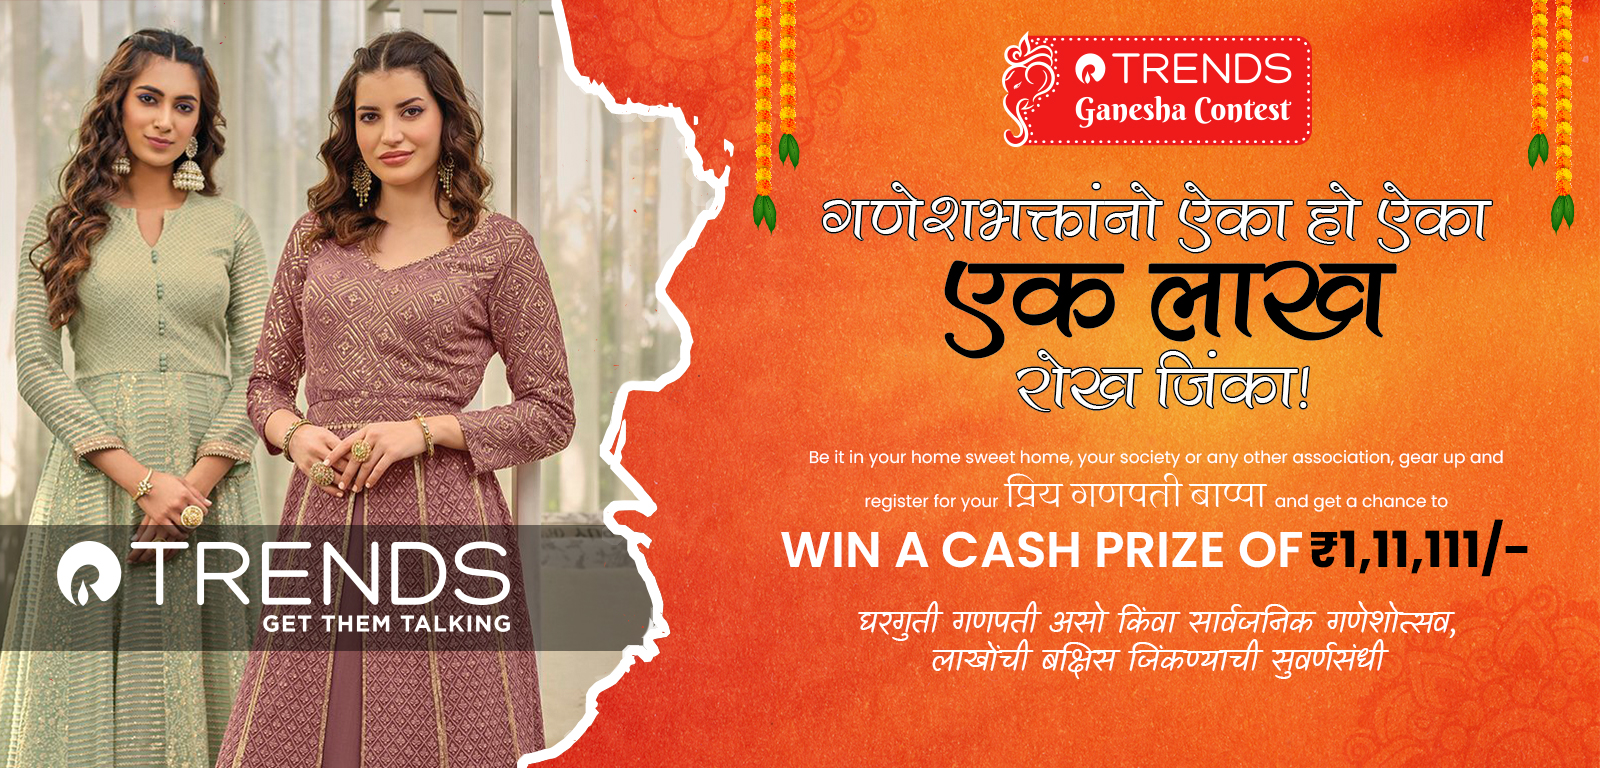 TRENDS
Ganesha Contest
गणेशभक्तांनो ऐका हो ऐका
एक लाख
रोख जिंका!
Be it in your home sweet home, your society or any other association, gear up and
register for your प्रिय गणपती बाप्पा and get a chance to
WIN A CASH PRIZE OF ₹1,11,111/-
घरगुती गणपती असो किंवा सार्वजनिक गणेशोत्सव,
लाखोंची बक्षिस जिंकण्याची सुवर्णसंधी
TRENDS
GET THEM TALKING